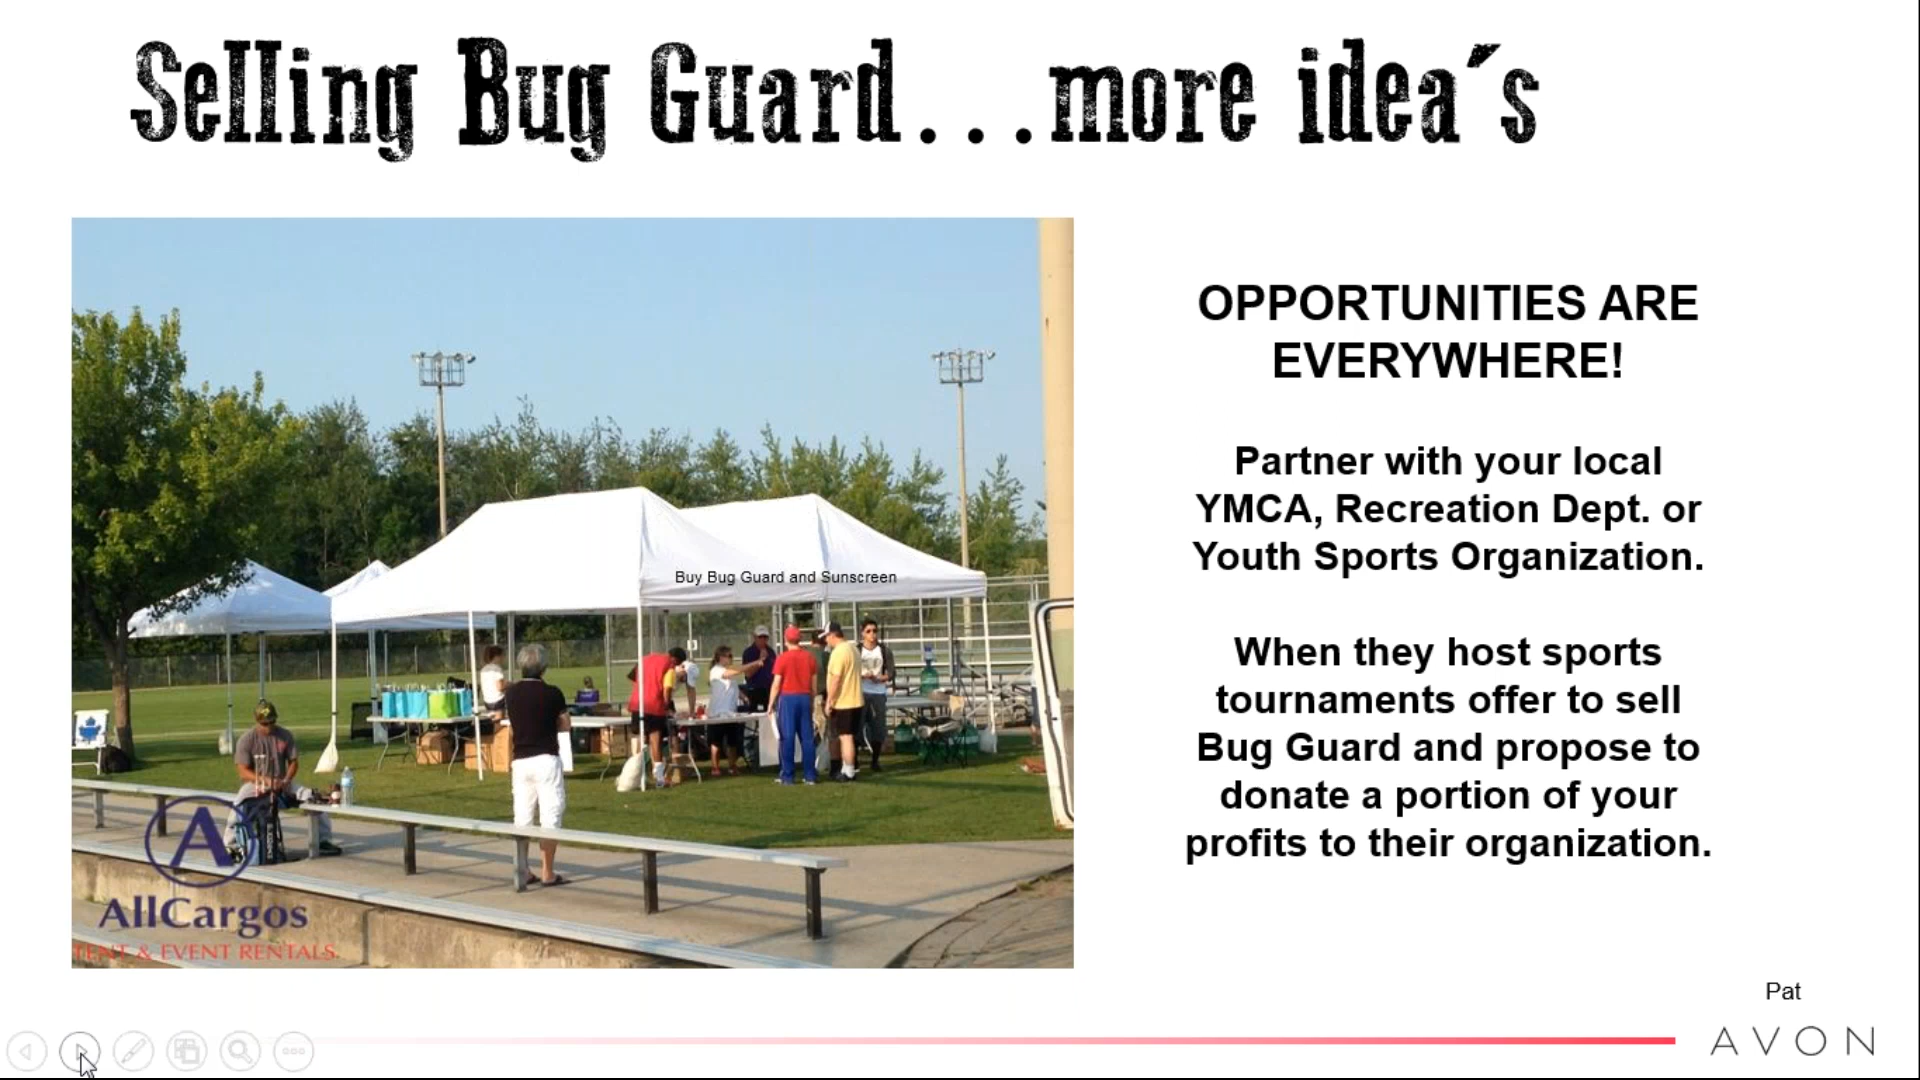 Selling Bug Guard...more idea's
Buy Bug Guard and Sunscreen
A
AllCargos
TENT & EVENT RENTALS.
OPPORTUNITIES ARE
EVERYWHERE!
Partner with your local
YMCA, Recreation Dept. or
Youth Sports Organization.
When they host sports
tournaments offer to sell
Bug Guard and propose to
donate a portion of your
profits to their organization.
Pat
AVON